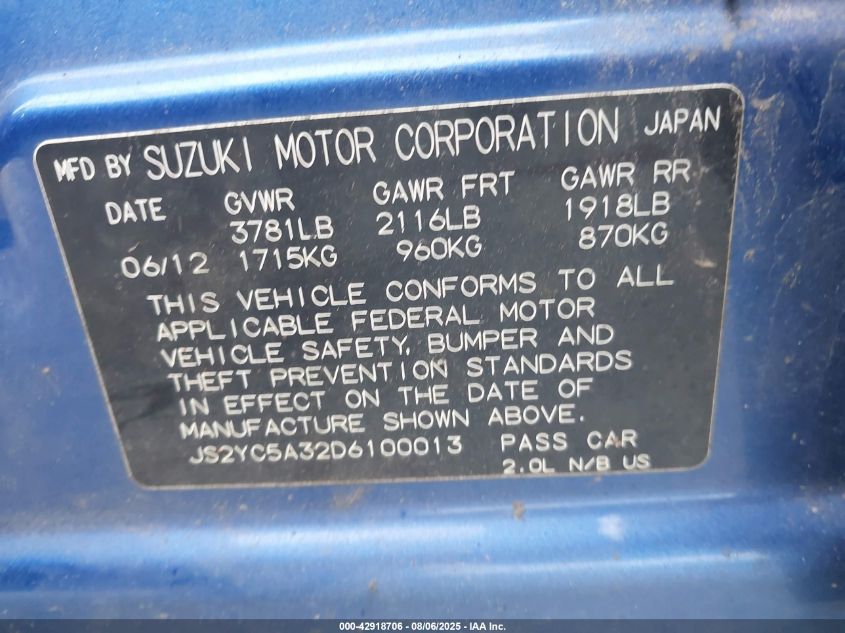 MFD BY SUZUKI MOTOR CORPORATION JAPAN
DATE GVWR GAWR FRT GAWR RR
3781LB 2116LB 1918LB
06/12 1715KG 960KG 870KG
THIS VEHICLE CONFORMS TO ALL
APPLICABLE FEDERAL MOTOR
VEHICLE SAFETY, BUMPER AND
THEFT PREVENTION STANDARDS
IN EFFECT ON THE DATE OF
MANUFACTURE SHOWN ABOVE.
JS2YC5A32D6100013 PASS CAR
2.0L N/B US
000-42918706 - 08/06/2025 - IAA Inc.